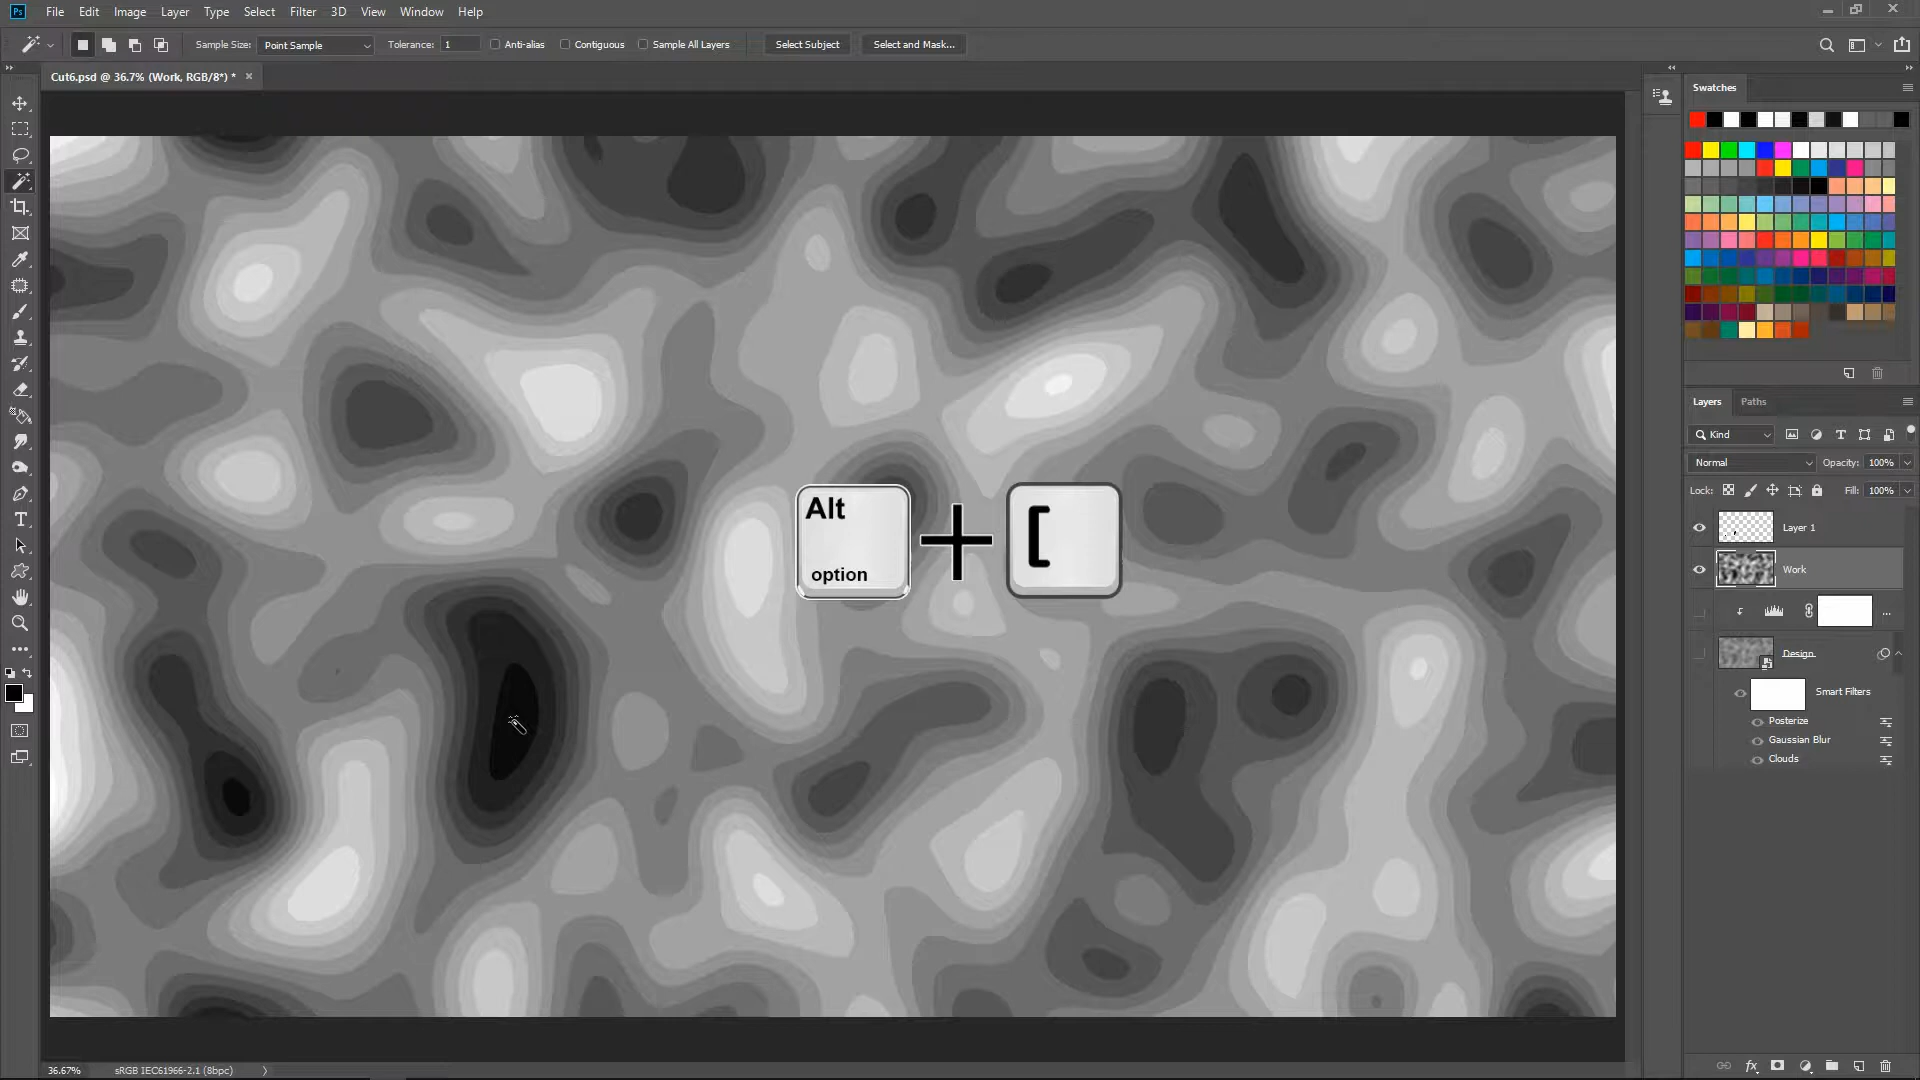 Ps File Edit Image Layer Type Select Filter 3D View Window Help
Sample Size: Point Sample Tolerance: 1 Anti-alias Contiguous Sample All Layers Select Subject Select and Mask...
Cut6.psd @ 36.7% (Work, RGB/8*) * ×
Swatches
Alt
option
+
[
Layers Paths
Kind
Normal Opacity: 100%
Lock: Fill: 100%
Layer 1
Work
...
Design
Smart Filters
Posterize
Gaussian Blur
Clouds
36.67% sRGB IEC61966-2.1 (8bpc)
fx